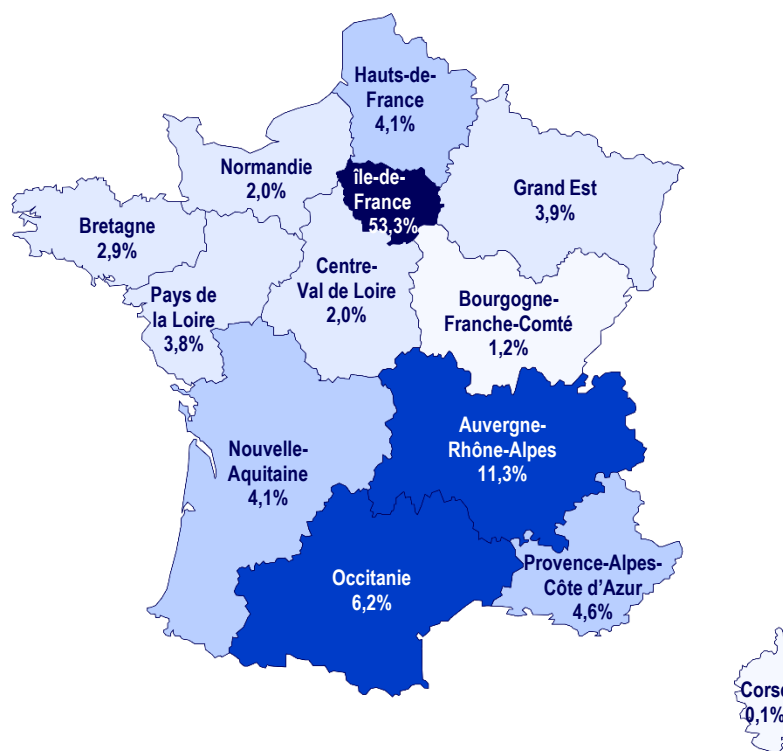 Hauts-de-
France
4,1%
Normandie
2,0%
île-de-
France
53,3%
Grand Est
3,9%
Bretagne
2,9%
Centre-
Val de Loire
2,0%
Pays de
la Loire
3,8%
Bourgogne-
Franche-Comté
1,2%
Auvergne-
Rhône-Alpes
11,3%
Nouvelle-
Aquitaine
4,1%
Provence-Alpes-
Côte d’Azur
4,6%
Occitanie
6,2%
Corse
0,1%